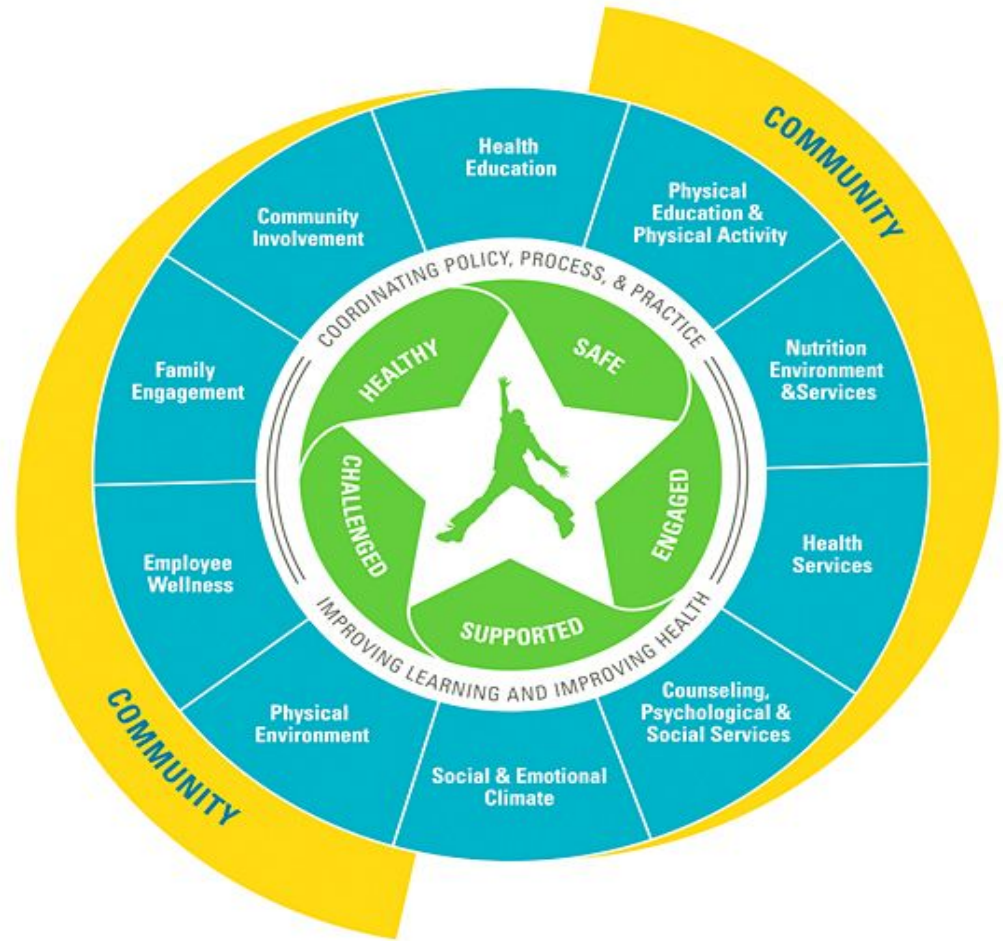 COMMUNITY
Health
Education
Physical
Education &
Physical Activity
Nutrition
Environment
&Services
Health
Services
Counseling,
Psychological &
Social Services
Social & Emotional
Climate
Physical
Environment
Employee
Wellness
Family
Engagement
Community
Involvement
COORDINATING POLICY, PROCESS, & PRACTICE
IMPROVING LEARNING AND IMPROVING HEALTH
HEALTHY
SAFE
ENGAGED
SUPPORTED
CHALLENGED
COMMUNITY